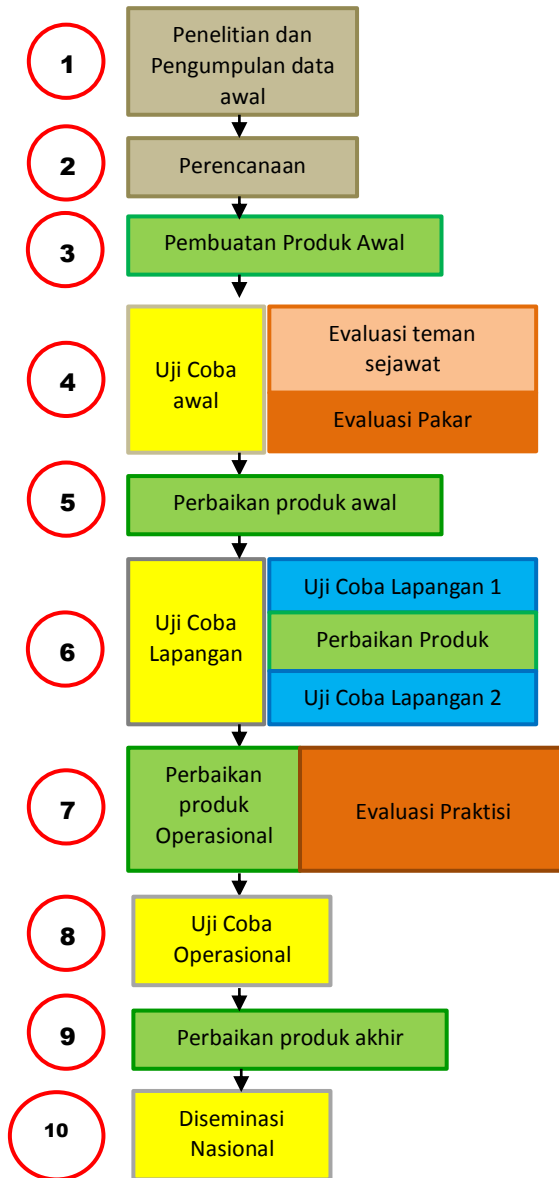 1
Penelitian dan
Pengumpulan data
awal
2
Perencanaan
3
Pembuatan Produk Awal
4
Uji Coba
awal
Evaluasi teman
sejawat
Evaluasi Pakar
5
Perbaikan produk awal
6
Uji Coba
Lapangan
Uji Coba Lapangan 1
Perbaikan Produk
Uji Coba Lapangan 2
7
Perbaikan
produk
Operasional
Evaluasi Praktisi
8
Uji Coba
Operasional
9
Perbaikan produk akhir
10
Diseminasi
Nasional